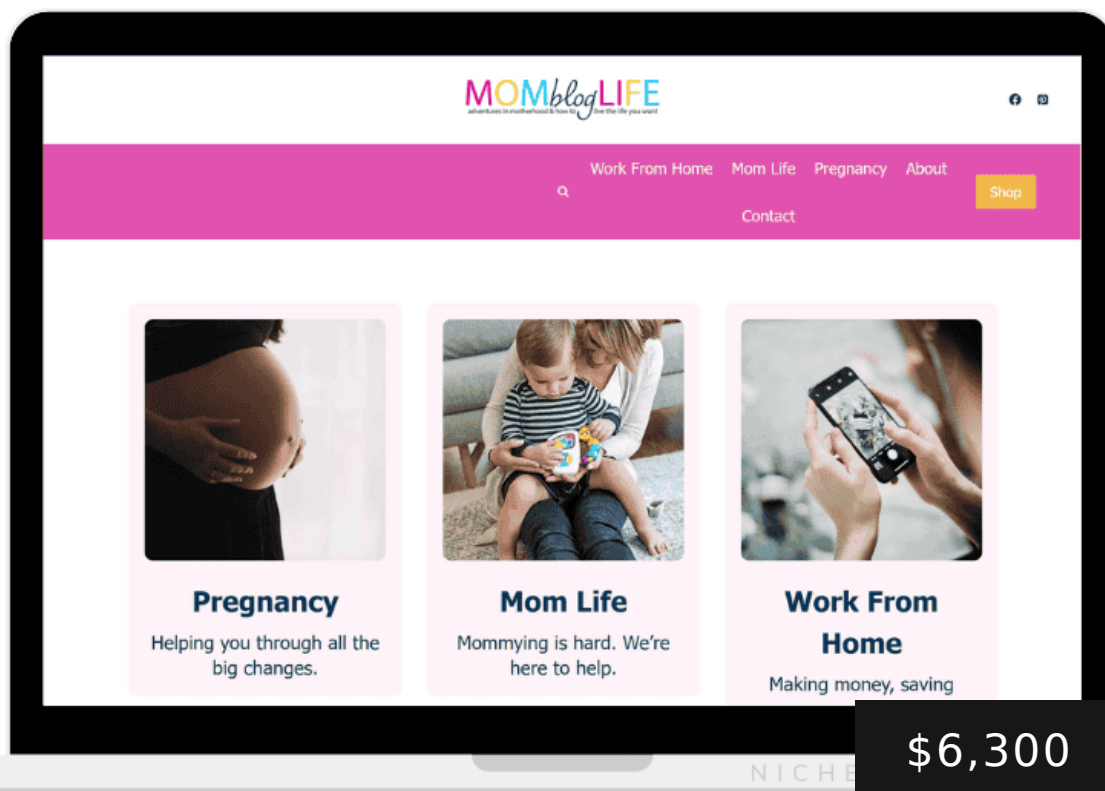 MOMblogLIFE
adventures in motherhood & how to live the life you want
Work From Home Mom Life Pregnancy About
Contact
Shop
Pregnancy
Helping you through all the
big changes.
Mom Life
Mommying is hard. We’re
here to help.
Work From
Home
Making money, saving
NICHE
$6,300